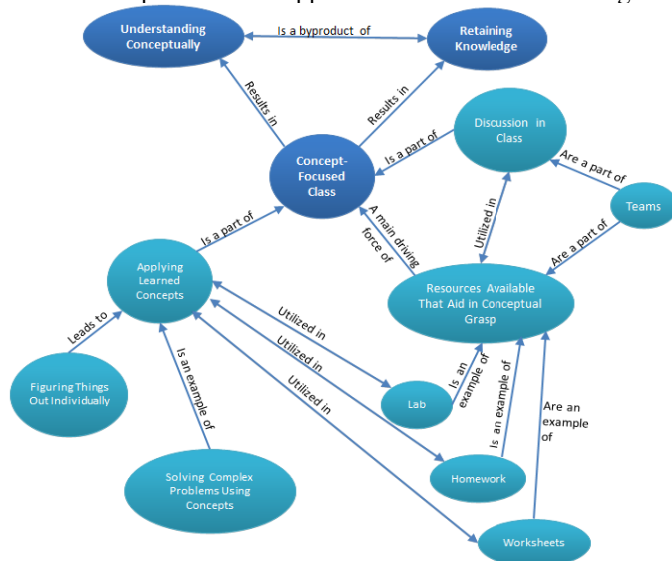 Understanding
Conceptually
Is a byproduct of
Retaining
Knowledge
Results in
Results in
Discussion in
Class
Concept-
Focused
Class
Is a part of
Are a part of
Teams
Is a part of
A main driving
force of
Utilized in
Are a part of
Applying
Learned
Concepts
Resources Available
That Aid in Conceptual
Grasp
Leads to
Utilized in
Utilized in
Utilized in
Is an example of
Figuring Things
Out Individually
Lab
Is an
example of
Is an example of
Are an
example
of
Solving Complex
Problems Using
Concepts
Homework
Worksheets